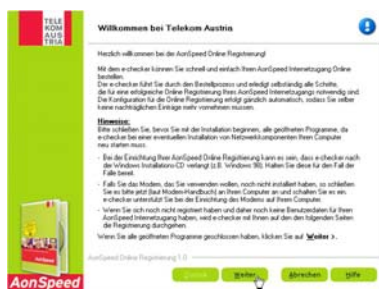 TELE
KOM
AUS
TRIA
Willkommen bei Telekom Austria
Herzlich willkommen bei der AonSpeed Online Registrierung!
Mit dem e-checker können Sie schnell und einfach Ihren AonSpeed Internetzugang Online
bestellen.
Der e-checker führt Sie durch den Bestellprozess und erledigt selbständig alle Schritte,
die für eine erfolgreiche Online Registrierung Ihres AonSpeed Internetzugangs notwendig sind.
Die Konfiguration für die Online Registrierung erfolgt gänzlich automatisch, sodass Sie selber
keine nachträglichen Einträge mehr vornehmen müssen.
Hinweise:
Bitte schließen Sie, bevor Sie mit der Installation beginnen, alle geöffneten Programme, da
e-checker bei einer eventuellen Installation von Netzwerkkomponenten Ihren Computer
neu starten muss.
- Bei der Einrichtung Ihrer AonSpeed Online Registrierung kann es sein, dass e-checker nach
der Windows Installations-CD verlangt (z.B. Windows 98). Halten Sie diese für den Fall der
Fälle bereit.
- Falls Sie das Modem, das Sie verwenden wollen, noch nicht installiert haben, so schließen
Sie es bitte jetzt (laut Modem-Handbuch) an Ihren Computer an und schalten Sie es ein.
e-checker unterstützt Sie bei der Einrichtung des Modems auf Ihrem Computer.
- Wenn Sie sich noch nicht registriert haben und daher noch keine Benutzerdaten für Ihren
AonSpeed Internetzugang haben, wird e-checker mit Ihnen auf den folgenden Seiten
die Registrierung durchgehen.
Wenn Sie alle geöffneten Programme geschlossen haben, klicken Sie auf Weiter >.
AonSpeed Online Registrierung 1.0
Zurück Weiter Abbrechen Hilfe
AonSpeed